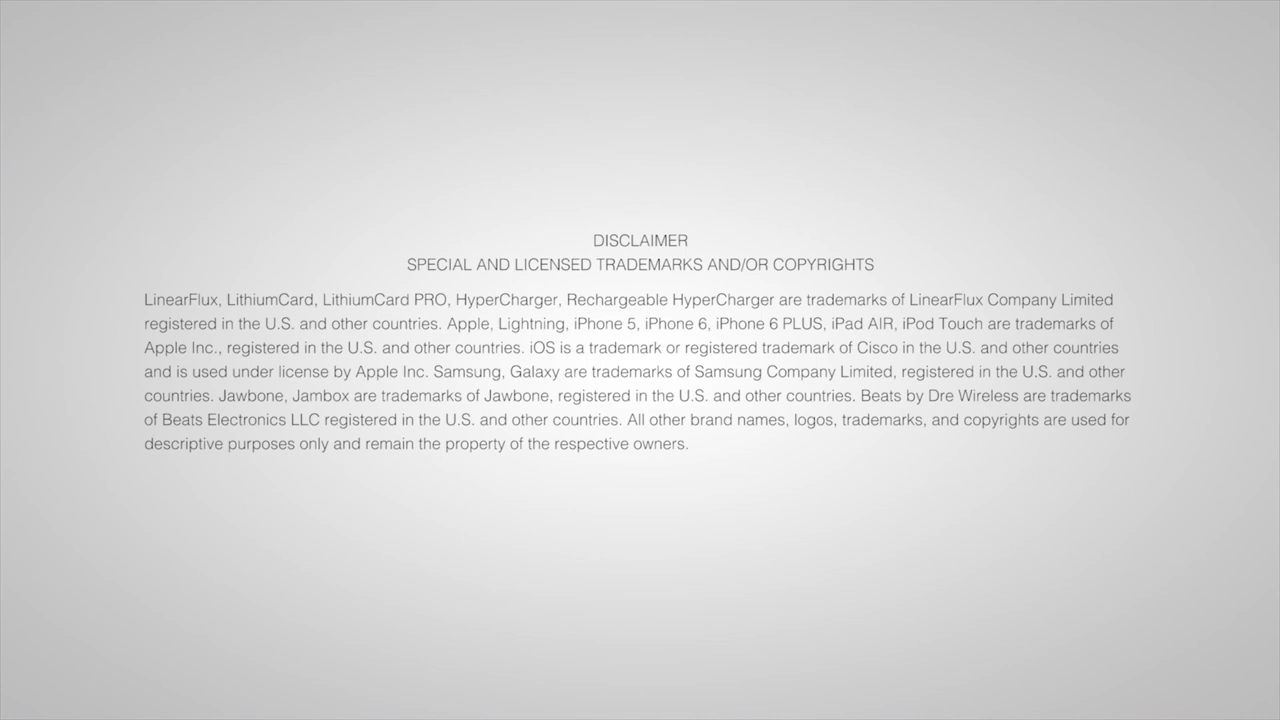 DISCLAIMER
SPECIAL AND LICENSED TRADEMARKS AND/OR COPYRIGHTS
LinearFlux, LithiumCard, LithiumCard PRO, HyperCharger, Rechargeable HyperCharger are trademarks of LinearFlux Company Limited
registered in the U.S. and other countries. Apple, Lightning, iPhone 5, iPhone 6, iPhone 6 PLUS, iPad AIR, iPod Touch are trademarks of
Apple Inc., registered in the U.S. and other countries. iOS is a trademark or registered trademark of Cisco in the U.S. and other countries
and is used under license by Apple Inc. Samsung, Galaxy are trademarks of Samsung Company Limited, registered in the U.S. and other
countries. Jawbone, Jambox are trademarks of Jawbone, registered in the U.S. and other countries. Beats by Dre Wireless are trademarks
of Beats Electronics LLC registered in the U.S. and other countries. All other brand names, logos, trademarks, and copyrights are used for
descriptive purposes only and remain the property of the respective owners.